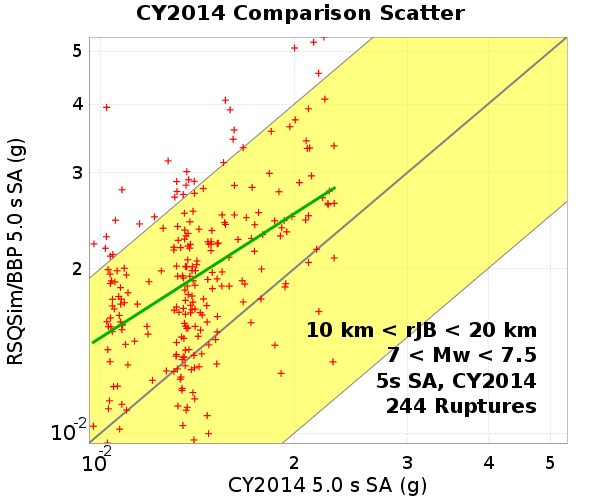 CY2014 Comparison Scatter
RSQSim/BBP 5.0 s SA (g)
5
4
3
2
10-2
10 km < rJB < 20 km
7 < Mw < 7.5
5s SA, CY2014
244 Ruptures
10-2 2 3 4 5
CY2014 5.0 s SA (g)